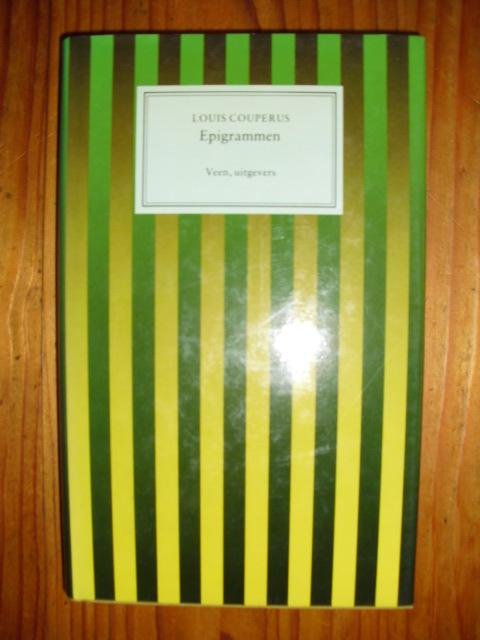 LOUIS COUPERUS
Epigrammen
Veen, uitgevers